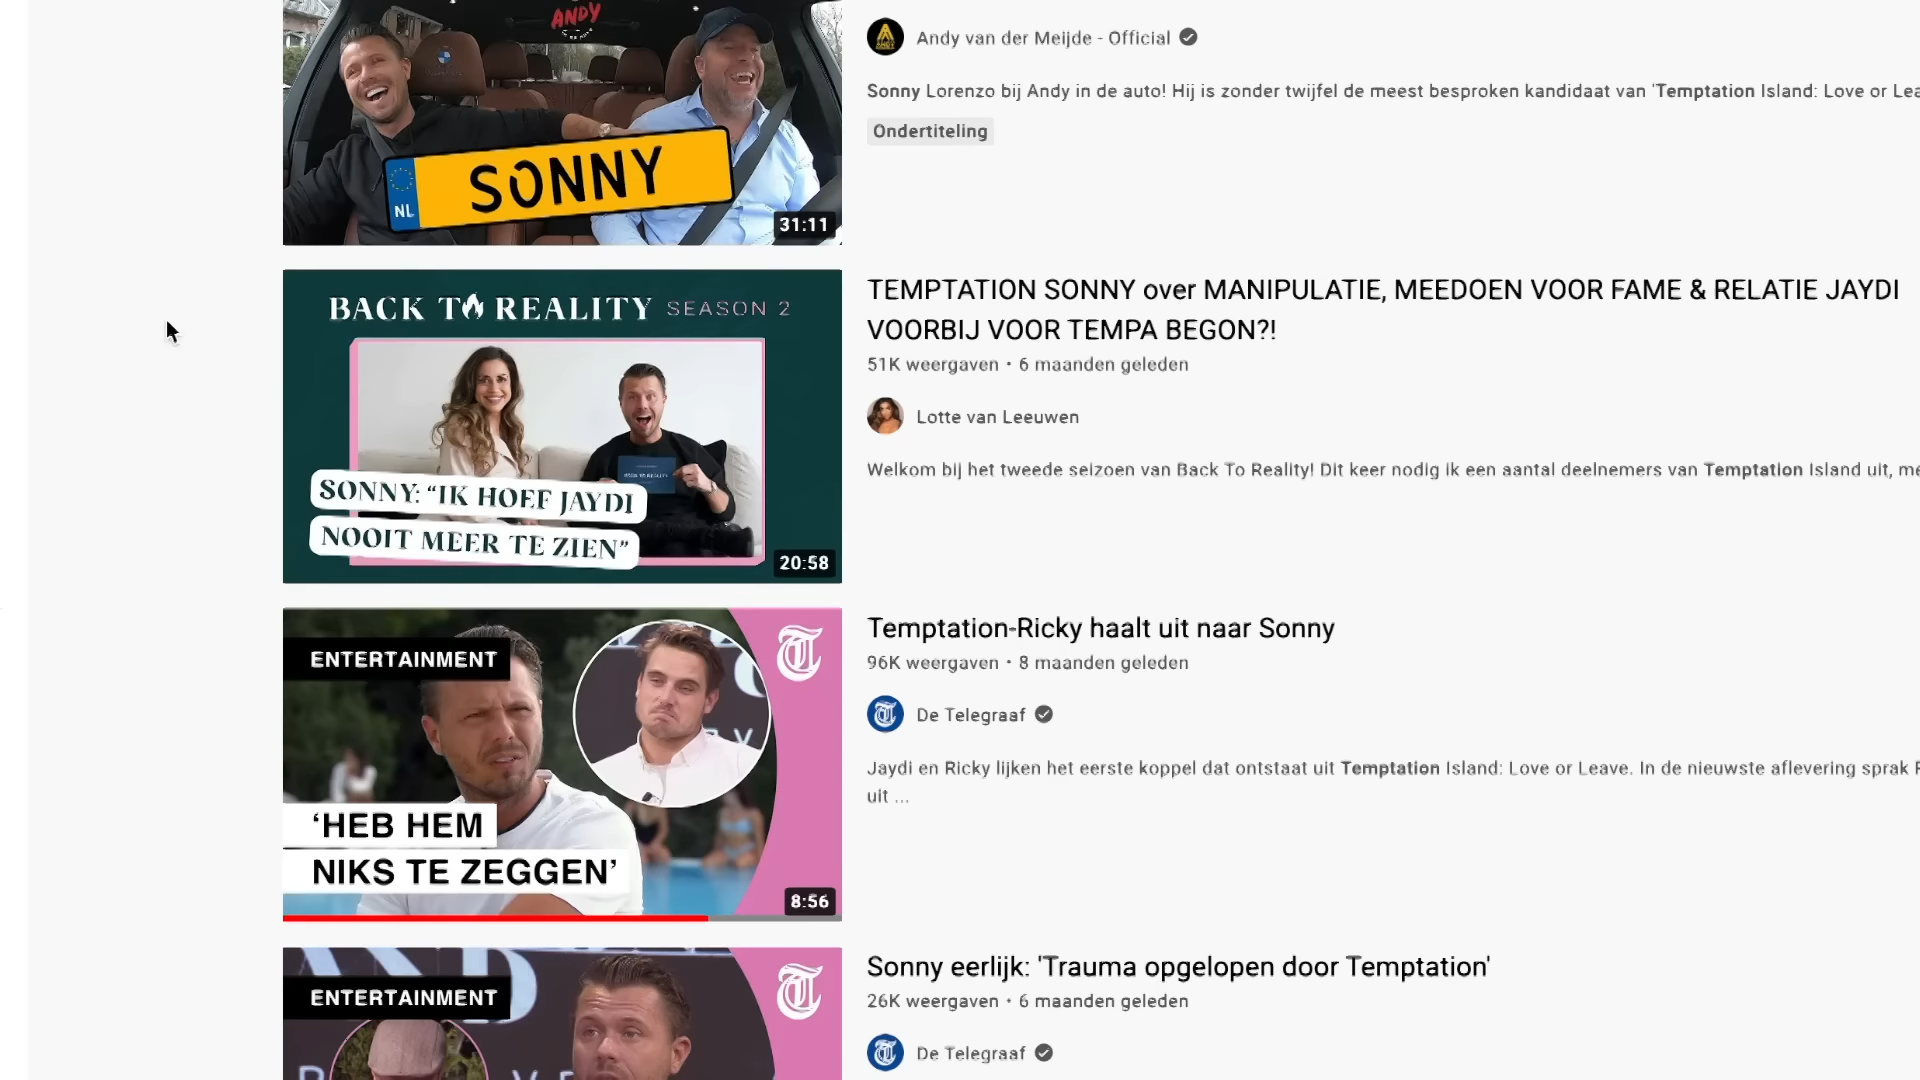 ANDY
Andy van der Meijde - Official
Sonny Lorenzo bij Andy in de auto! Hij is zonder twijfel de meest besproken kandidaat van 'Temptation Island: Love or Lea
Ondertiteling
SONNY
NL
31:11
BACK TO REALITY SEASON 2
SONNY: “IK HOEF JAYDI
NOOIT MEER TE ZIEN”
20:58
TEMPTATION SONNY over MANIPULATIE, MEEDOEN VOOR FAME & RELATIE JAYDI
VOORBIJ VOOR TEMPA BEGON?!
51K weergaven • 6 maanden geleden
Lotte van Leeuwen
Welkom bij het tweede seizoen van Back To Reality! Dit keer nodig ik een aantal deelnemers van Temptation Island uit, me
ENTERTAINMENT
T
‘HEB HEM
NIKS TE ZEGGEN’
8:56
Temptation-Ricky haalt uit naar Sonny
96K weergaven • 8 maanden geleden
De Telegraaf
Jaydi en Ricky lijken het eerste koppel dat ontstaat uit Temptation Island: Love or Leave. In de nieuwste aflevering sprak
uit ...
ENTERTAINMENT
T
Sonny eerlijk: 'Trauma opgelopen door Temptation'
26K weergaven • 6 maanden geleden
De Telegraaf